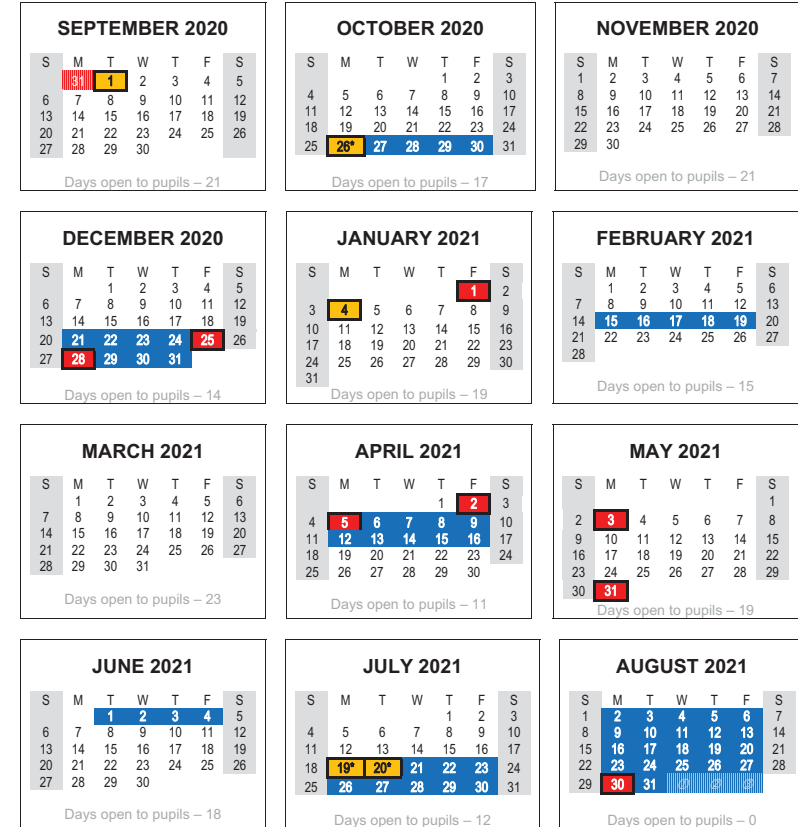 SEPTEMBER 2020
S M T W T F S
31 1 2 3 4 5
6 7 8 9 10 11 12
13 14 15 16 17 18 19
20 21 22 23 24 25 26
27 28 29 30
Days open to pupils – 21
OCTOBER 2020
S M T W T F S
1 2 3
4 5 6 7 8 9 10
11 12 13 14 15 16 17
18 19 20 21 22 23 24
25 26* 27 28 29 30 31
Days open to pupils – 17
NOVEMBER 2020
S M T W T F S
1 2 3 4 5 6 7
8 9 10 11 12 13 14
15 16 17 18 19 20 21
22 23 24 25 26 27 28
29 30
Days open to pupils – 21
DECEMBER 2020
S M T W T F S
1 2 3 4 5
6 7 8 9 10 11 12
13 14 15 16 17 18 19
20 21 22 23 24 25 26
27 28 29 30 31
Days open to pupils – 14
JANUARY 2021
S M T W T F S
1 2
3 4 5 6 7 8 9
10 11 12 13 14 15 16
17 18 19 20 21 22 23
24 25 26 27 28 29 30
31
Days open to pupils – 19
FEBRUARY 2021
S M T W T F S
1 2 3 4 5 6
7 8 9 10 11 12 13
14 15 16 17 18 19 20
21 22 23 24 25 26 27
28
Days open to pupils – 15
MARCH 2021
S M T W T F S
1 2 3 4 5 6
7 8 9 10 11 12 13
14 15 16 17 18 19 20
21 22 23 24 25 26 27
28 29 30 31
Days open to pupils – 23
APRIL 2021
S M T W T F S
1 2 3
4 5 6 7 8 9 10
11 12 13 14 15 16 17
18 19 20 21 22 23 24
25 26 27 28 29 30
Days open to pupils – 11
MAY 2021
S M T W T F S
1
2 3 4 5 6 7 8
9 10 11 12 13 14 15
16 17 18 19 20 21 22
23 24 25 26 27 28 29
30 31
Days open to pupils – 19
JUNE 2021
S M T W T F S
1 2 3 4 5
6 7 8 9 10 11 12
13 14 15 16 17 18 19
20 21 22 23 24 25 26
27 28 29 30
Days open to pupils – 18
JULY 2021
S M T W T F S
1 2 3
4 5 6 7 8 9 10
11 12 13 14 15 16 17
18 19* 20* 21 22 23 24
25 26 27 28 29 30 31
Days open to pupils – 12
AUGUST 2021
S M T W T F S
1 2 3 4 5 6 7
8 9 10 11 12 13 14
15 16 17 18 19 20 21
22 23 24 25 26 27 28
29 30 31
Days open to pupils – 0